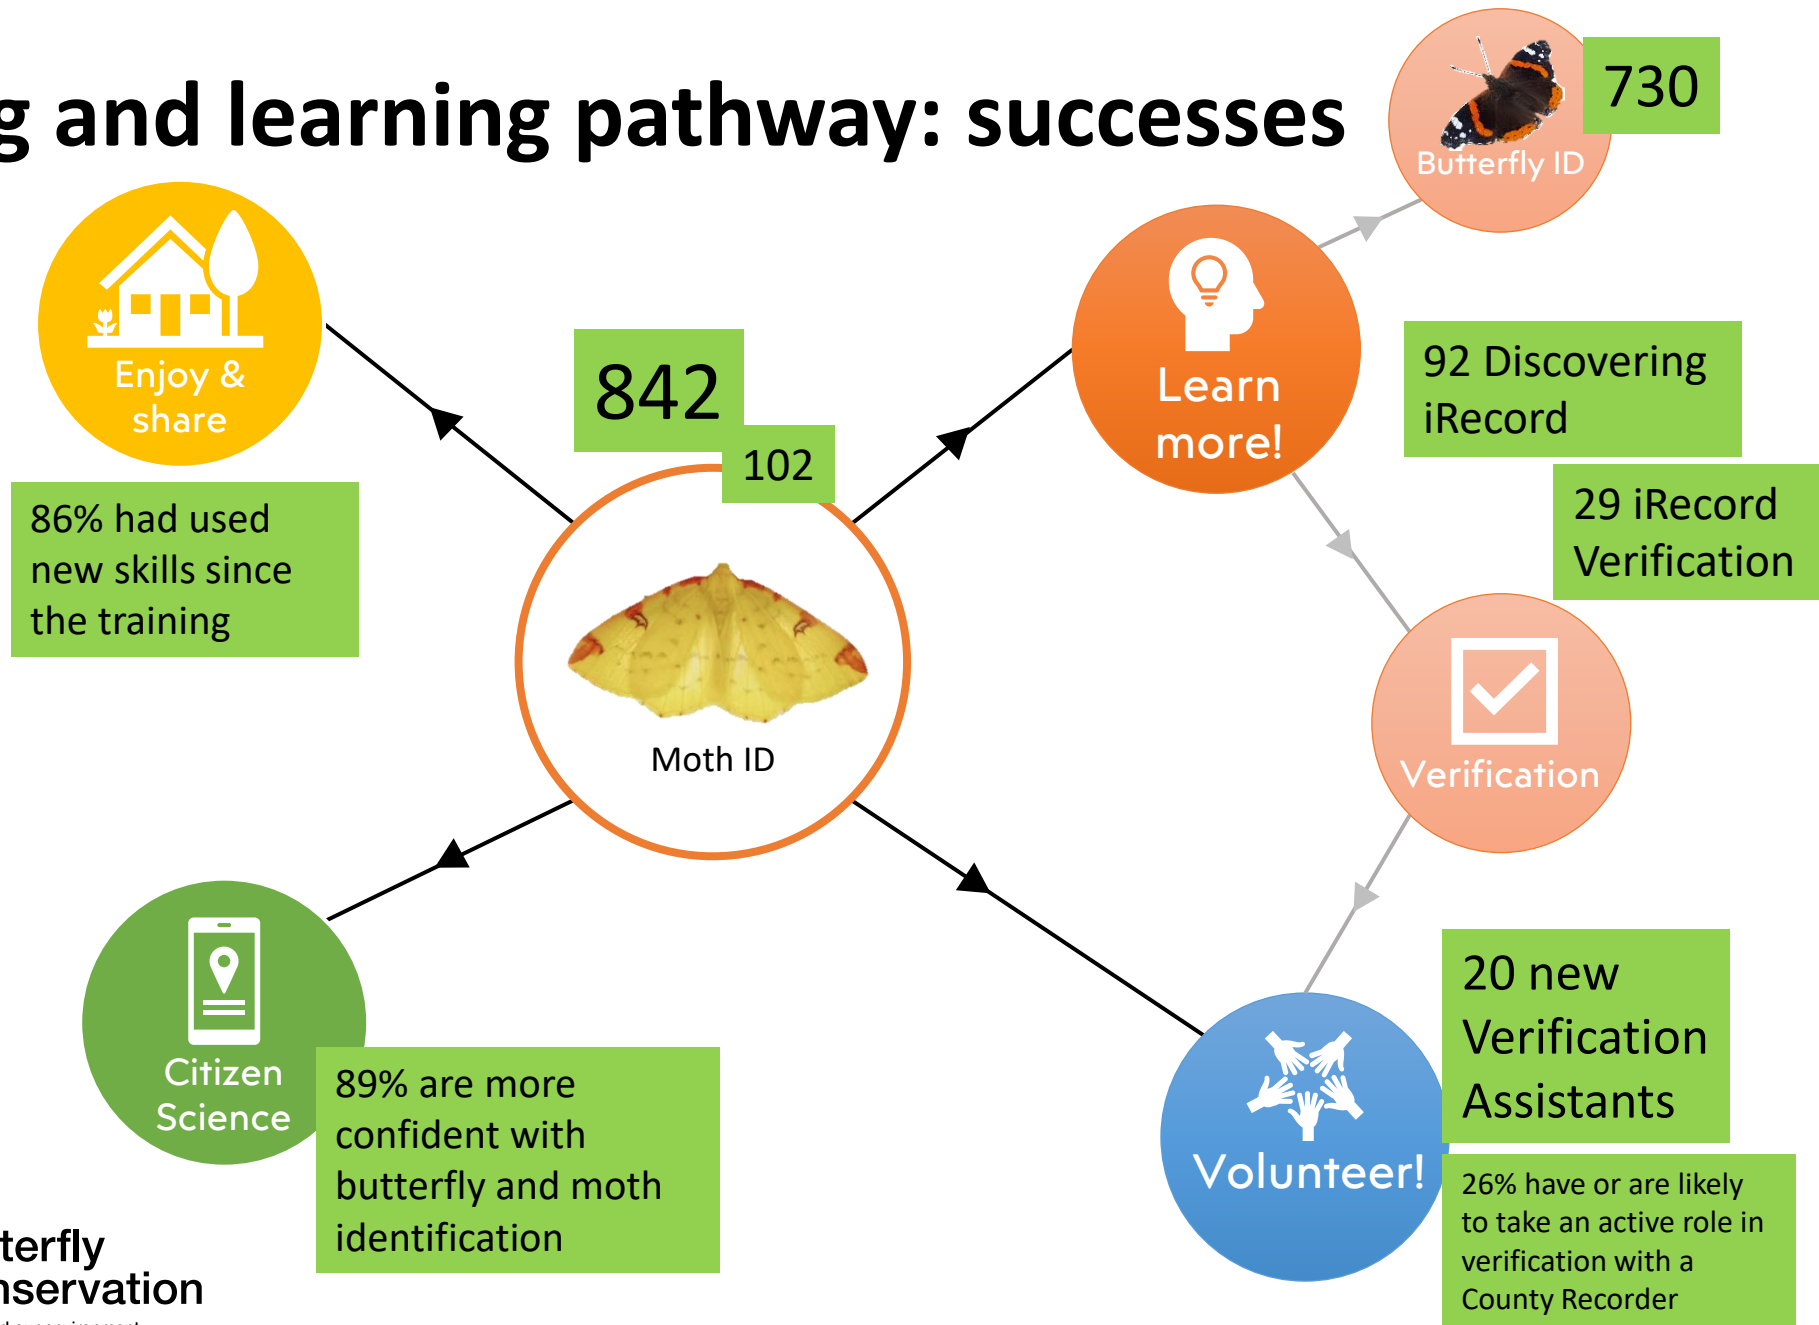 g and learning pathway: successes
730
Butterfly ID
Enjoy &
share
86% had used
new skills since
the training
842
102
Moth ID
Learn
more!
92 Discovering
iRecord
29 iRecord
Verification
Verification
Citizen
Science
89% are more
confident with
butterfly and moth
identification
Volunteer!
20 new
Verification
Assistants
26% have or are likely
to take an active role in
verification with a
County Recorder
terfly
nservation